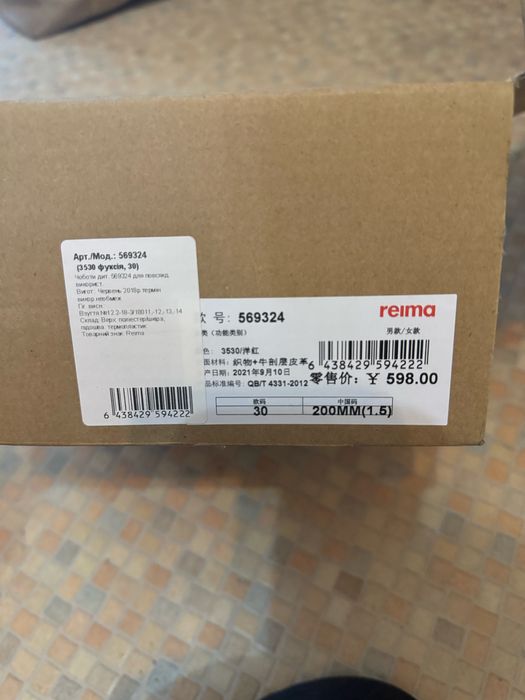 Арт./Мод.: 569324
(3530 фуксія, 30)
Чоботи дит. 569324 для повсякд.
використ.
Вигот.: Червень 2018р.термін
викор.необмеж.
Гіг. висн.
Взуття.№12.2-18-3/18011,-12,-13,-14
Склад: Верх: поліестер/шкіра,
підошва: термопластик.
Товарний знак: Reima
6 438429 594222
款 号: 569324
类（功能类别）
色： 3530/洋红
面材料： 织物+牛剖层皮革
产日期： 2021年9月10日
品标准编号：QB/T 4331-2012
reima
男款/女款
6 438429 594222
零售价：￥ 598.00
欧码 中国码
30 200MM(1.5)